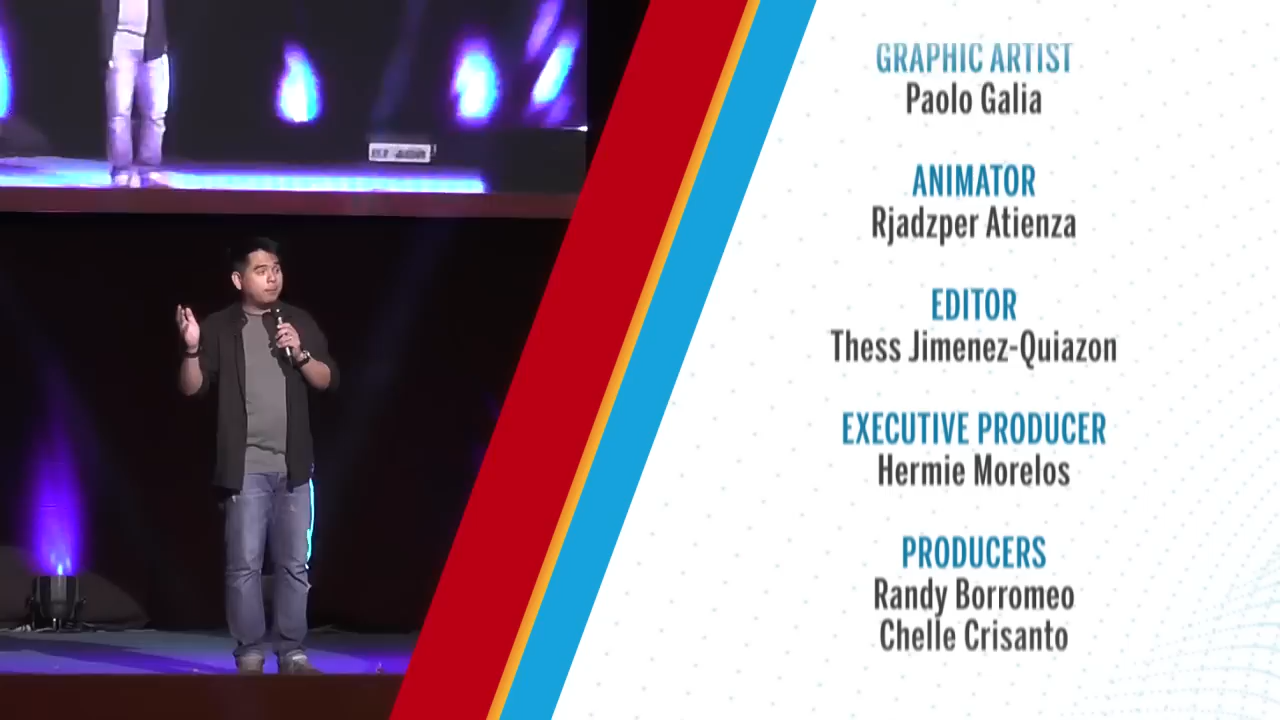 GRAPHIC ARTIST
Paolo Galia
ANIMATOR
Rjadzper Atienza
EDITOR
Thess Jimenez-Quiazon
EXECUTIVE PRODUCER
Hermie Morelos
PRODUCERS
Randy Borromeo
Chelle Crisanto